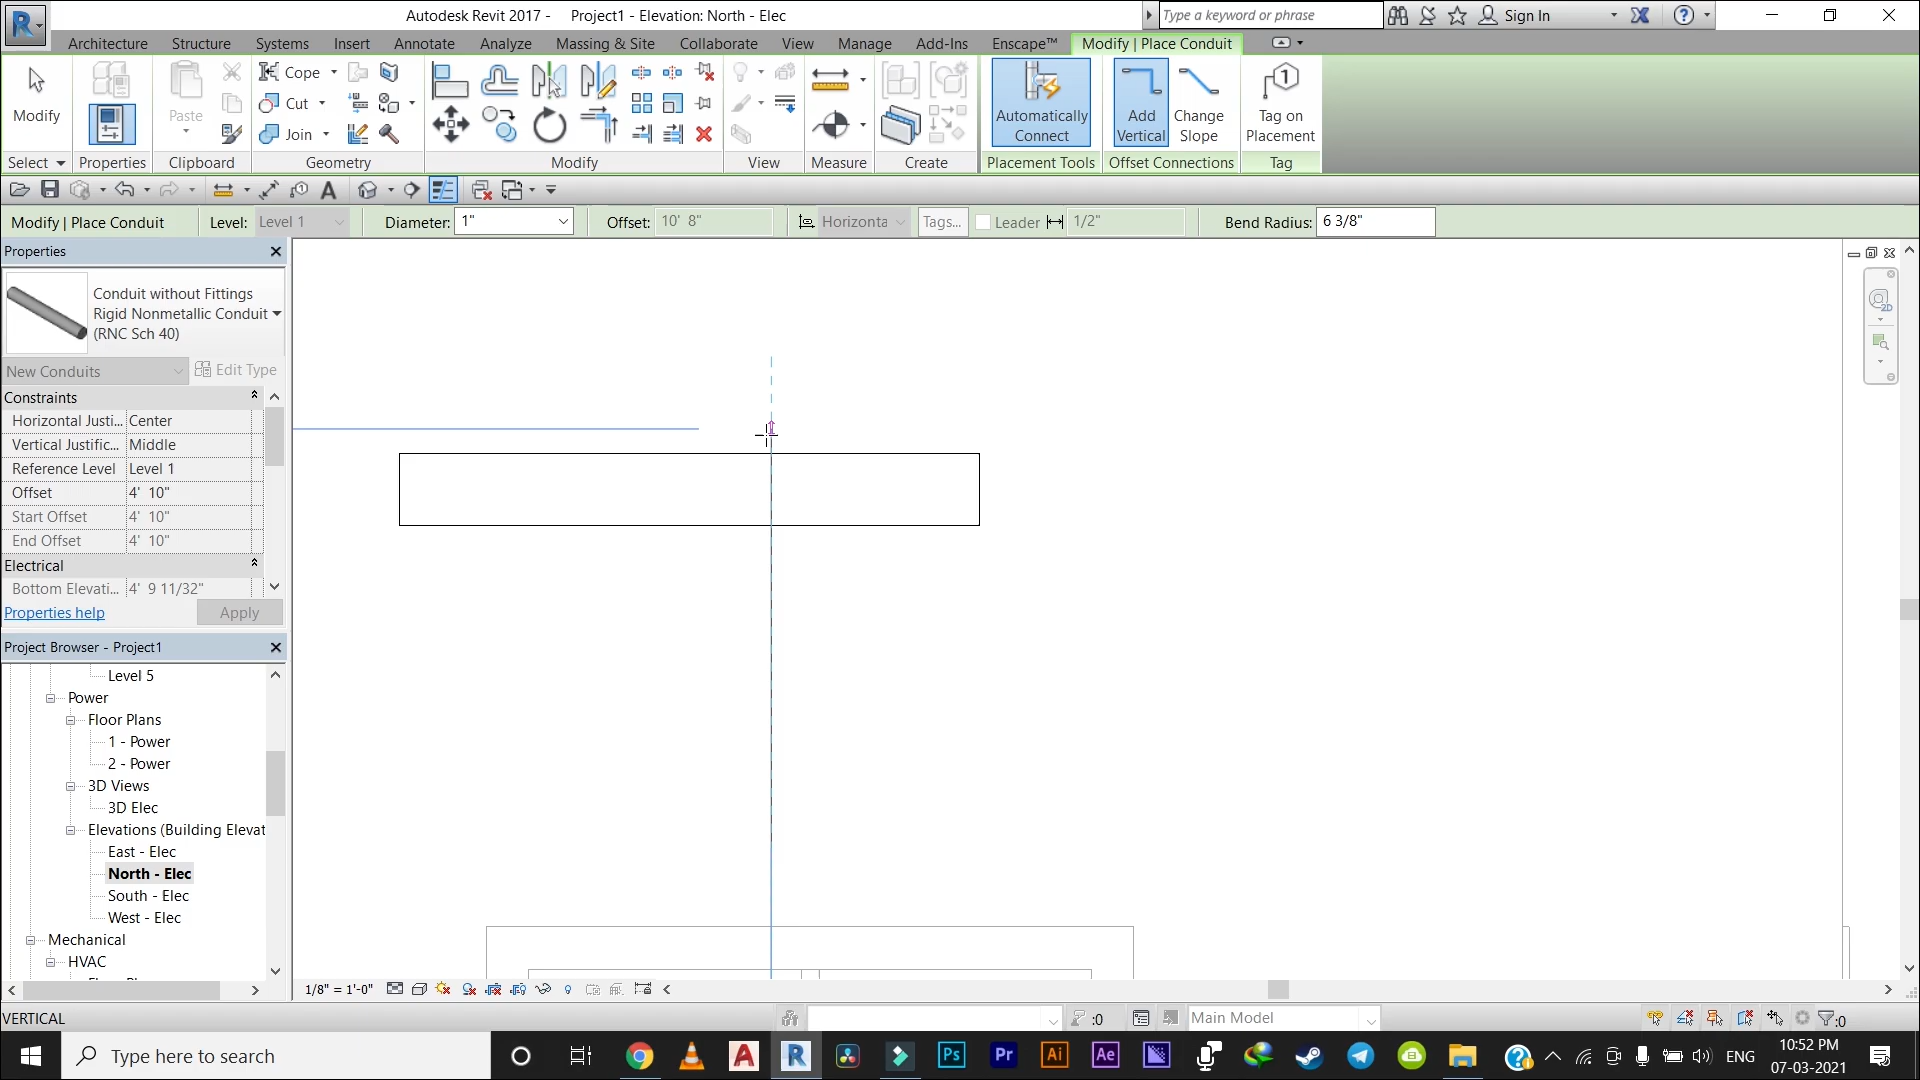 Autodesk Revit 2017 -     Project1 - Elevation: North - Elec
Type a keyword or phrase
Sign In
Architecture Structure Systems Insert Annotate Analyze Massing & Site Collaborate View Manage Add-Ins Enscape™ Modify | Place Conduit
Modify
Paste
Cope
Cut
Join
Automatically
Connect
Add
Vertical
Change
Slope
Tag on
Placement
Select Properties Clipboard Geometry Modify View Measure Create Placement Tools Offset Connections Tag
Modify | Place Conduit Level: Level 1 Diameter: 1" Offset: 10' 8" Horizonta Tags... Leader 1/2" Bend Radius: 6 3/8"
Properties
Conduit without Fittings
Rigid Nonmetallic Conduit
(RNC Sch 40)
New Conduits Edit Type
Constraints
Horizontal Justi... Center
Vertical Justific... Middle
Reference Level Level 1
Offset 4' 10"
Start Offset 4' 10"
End Offset 4' 10"
Electrical
Bottom Elevati... 4' 9 11/32"
Properties help Apply
Project Browser - Project1
Level 5
Power
Floor Plans
1 - Power
2 - Power
3D Views
3D Elec
Elevations (Building Elevat
East - Elec
North - Elec
South - Elec
West - Elec
Mechanical
HVAC
1/8" = 1'-0"
VERTICAL
:0
Main Model
:0
Type here to search
ENG
10:52 PM
07-03-2021